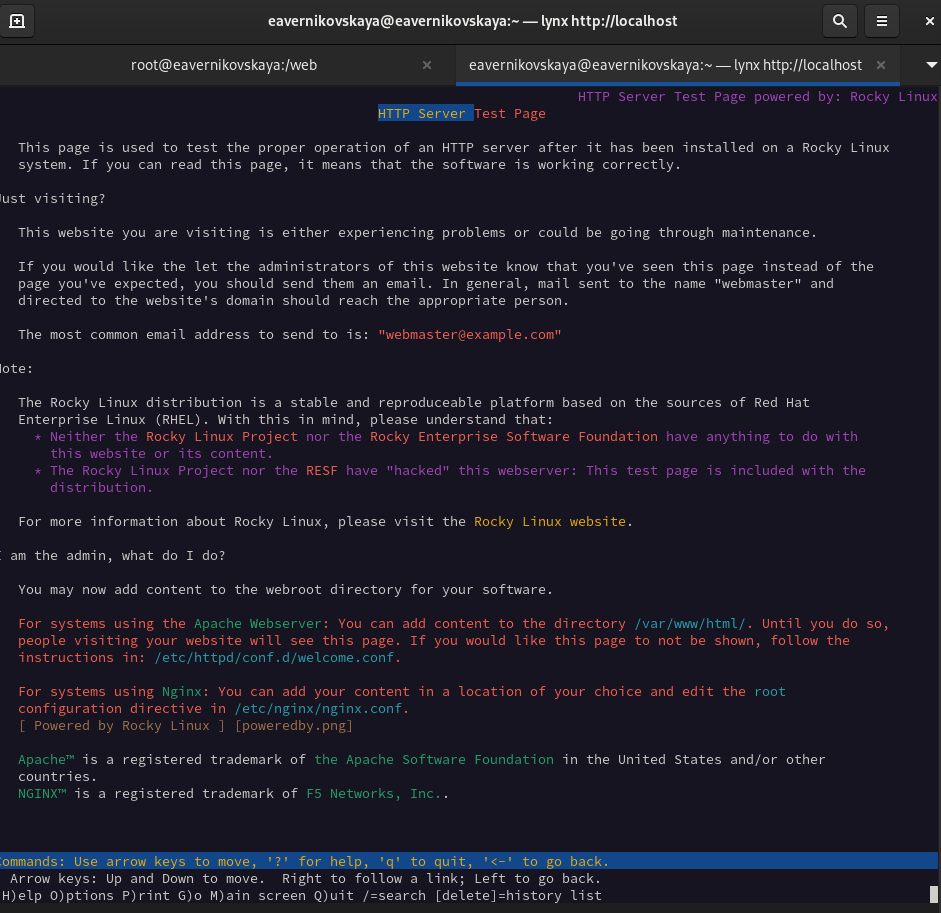 eavernikovskaya@eavernikovskaya:~ — lynx http://localhost
root@eavernikovskaya:/web
eavernikovskaya@eavernikovskaya:~ — lynx http://localhost
HTTP Server Test Page powered by: Rocky Linux
HTTP Server Test Page
This page is used to test the proper operation of an HTTP server after it has been installed on a Rocky Linux
system. If you can read this page, it means that the software is working correctly.
Just visiting?
This website you are visiting is either experiencing problems or could be going through maintenance.
If you would like the let the administrators of this website know that you've seen this page instead of the
page you've expected, you should send them an email. In general, mail sent to the name "webmaster" and
directed to the website's domain should reach the appropriate person.
The most common email address to send to is: "webmaster@example.com"
Note:
The Rocky Linux distribution is a stable and reproduceable platform based on the sources of Red Hat
Enterprise Linux (RHEL). With this in mind, please understand that:
* Neither the Rocky Linux Project nor the Rocky Enterprise Software Foundation have anything to do with
this website or its content.
* The Rocky Linux Project nor the RESF have "hacked" this webserver: This test page is included with the
distribution.
For more information about Rocky Linux, please visit the Rocky Linux website.
I am the admin, what do I do?
You may now add content to the webroot directory for your software.
For systems using the Apache Webserver: You can add content to the directory /var/www/html/. Until you do so,
people visiting your website will see this page. If you would like this page to not be shown, follow the
instructions in: /etc/httpd/conf.d/welcome.conf.
For systems using Nginx: You can add your content in a location of your choice and edit the root
configuration directive in /etc/nginx/nginx.conf.
[ Powered by Rocky Linux ] [poweredby.png]
Apache™ is a registered trademark of the Apache Software Foundation in the United States and/or other
countries.
NGINX™ is a registered trademark of F5 Networks, Inc..
Commands: Use arrow keys to move, '?' for help, 'q' to quit, '<-' to go back.
Arrow keys: Up and Down to move.  Right to follow a link; Left to go back.
H)elp O)ptions P)rint G)o M)ain screen Q)uit /=search [delete]=history list